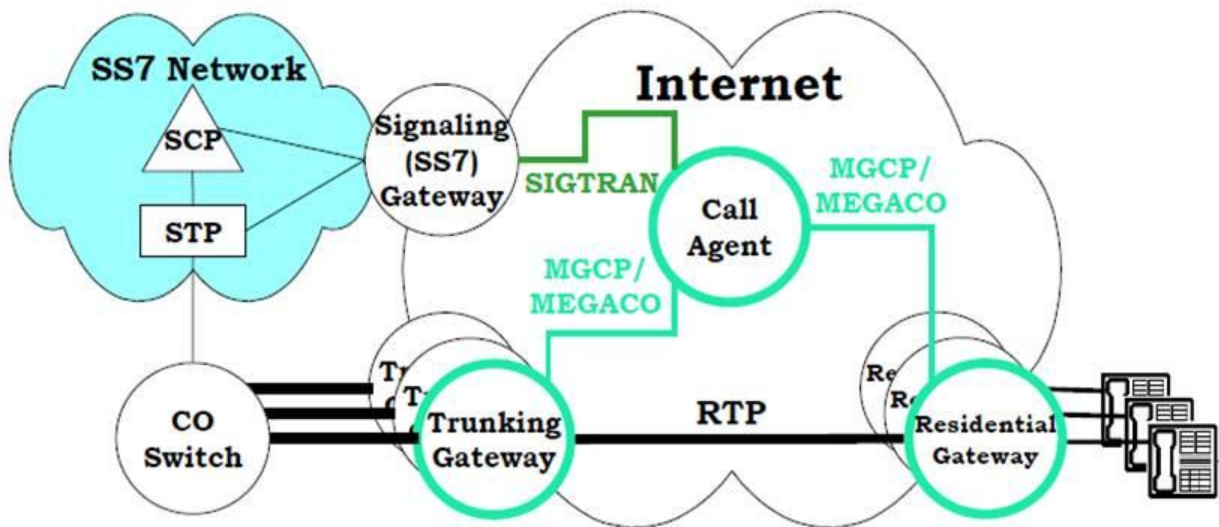 SS7 Network
SCP
STP
Signaling
(SS7)
Gateway
Internet
SIGTRAN
Call
Agent
MGCP/
MEGACO
MGCP/
MEGACO
CO
Switch
Trunking
Gateway
RTP
Residential
Gateway